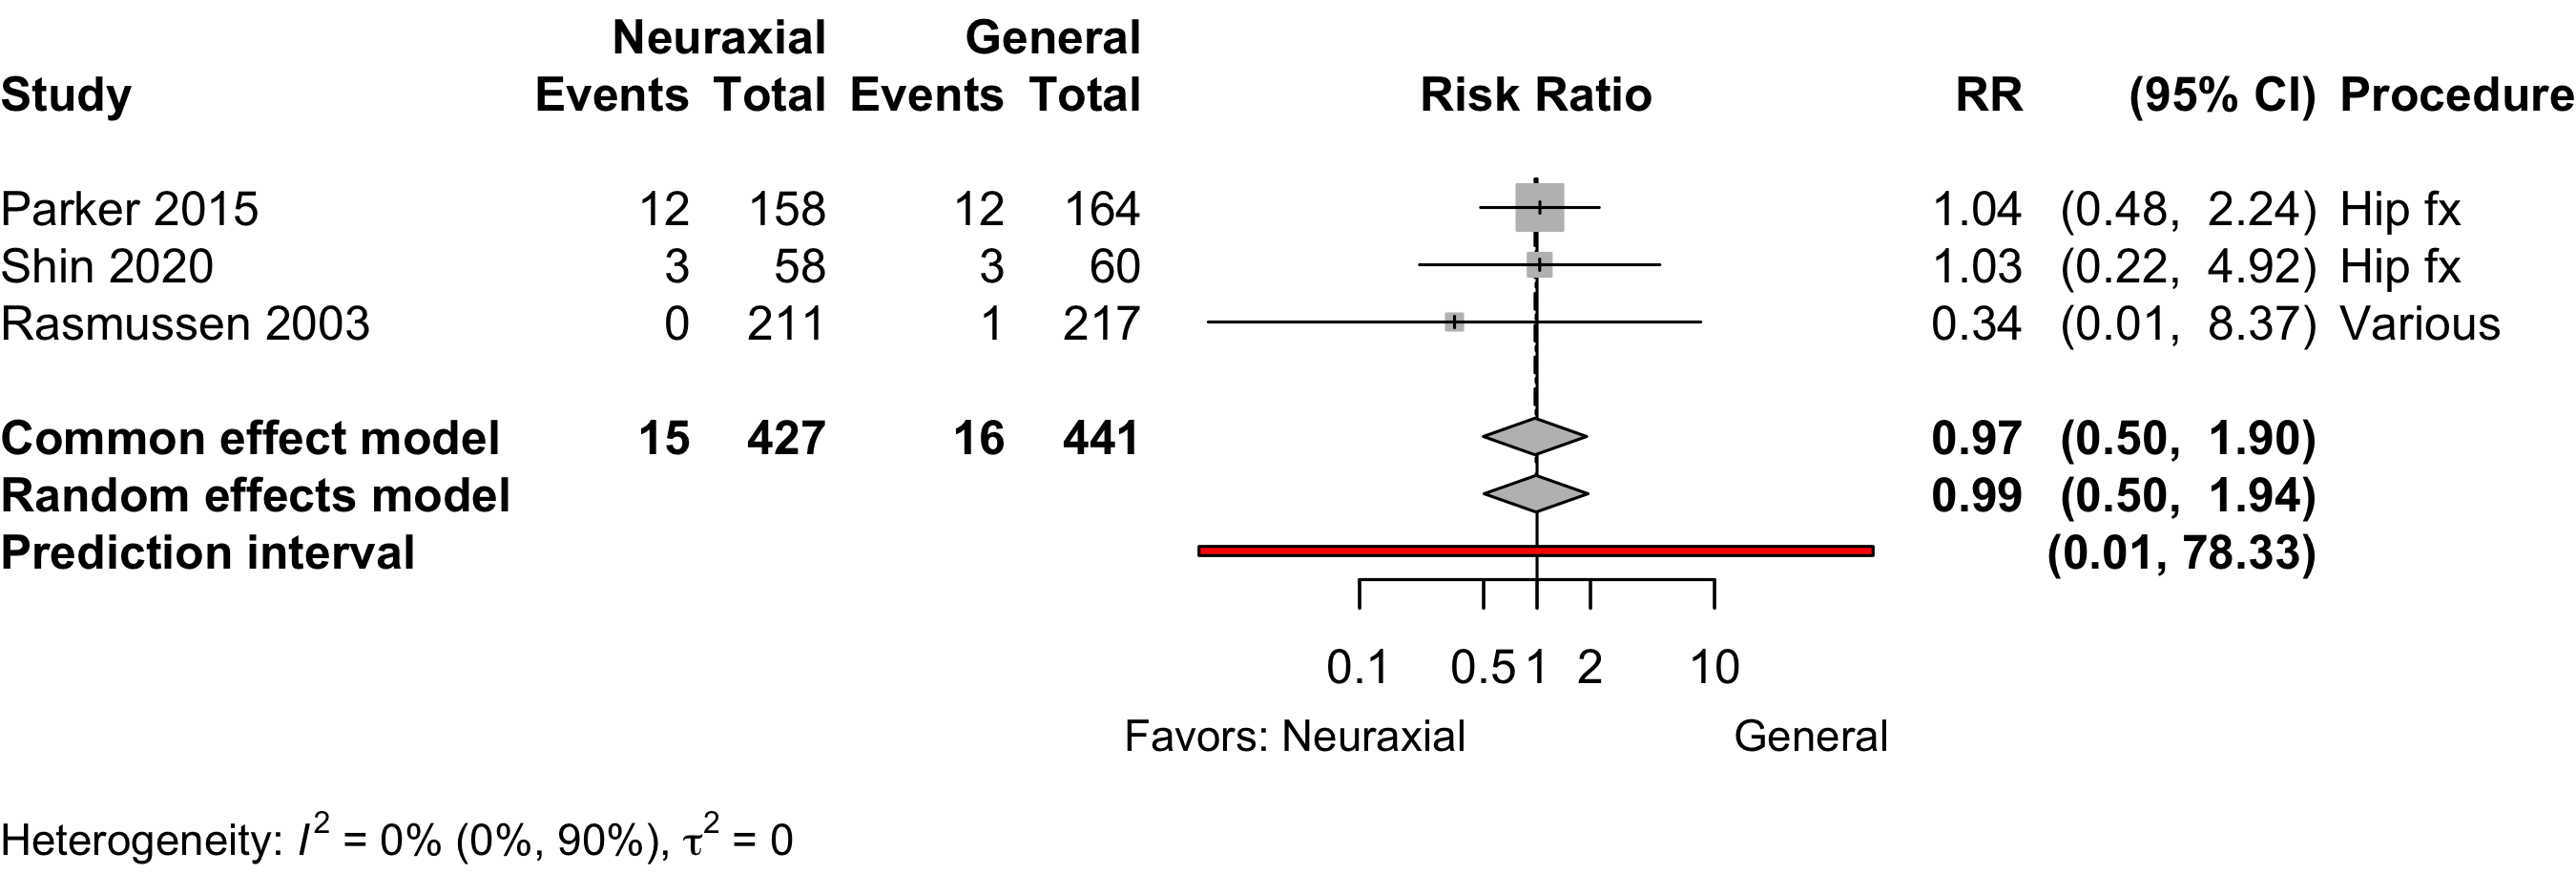 Neuraxial General
Study Events Total Events Total Risk Ratio RR (95% CI) Procedure
Parker 2015 12 158 12 164 1.04 (0.48, 2.24) Hip fx
Shin 2020 3 58 3 60 1.03 (0.22, 4.92) Hip fx
Rasmussen 2003 0 211 1 217 0.34 (0.01, 8.37) Various
Common effect model 15 427 16 441 0.97 (0.50, 1.90)
Random effects model 0.99 (0.50, 1.94)
Prediction interval (0.01, 78.33)
0.1 0.5 1 2 10
Favors: Neuraxial General
Heterogeneity: I² = 0% (0%, 90%), τ² = 0